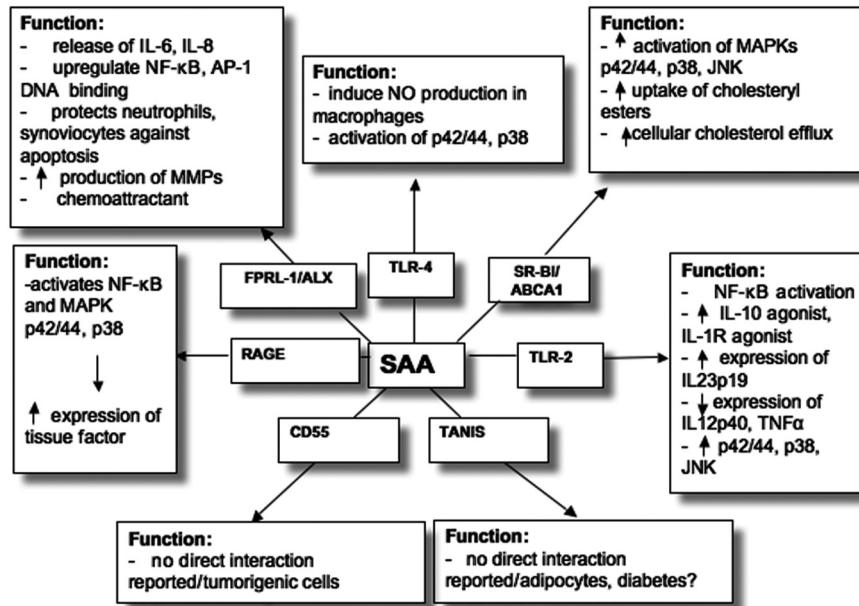 Function:
- release of IL-6, IL-8
- upregulate NF-κB, AP-1
DNA binding
- protects neutrophils,
synoviocytes against
apoptosis
- ↑ production of MMPs
- chemoattractant
Function:
- induce NO production in
macrophages
- activation of p42/44, p38
Function:
- ↑ activation of MAPKs
p42/44, p38, JNK
- ↑ uptake of cholesteryl
esters
- ↑cellular cholesterol efflux
Function:
-activates NF-κB
and MAPK
p42/44, p38
↑ expression of
tissue factor
FPRL-1/ALX
TLR-4
SR-BI/
ABCA1
RAGE
SAA
TLR-2
CD55
TANIS
Function:
- NF-κB activation
- ↑ IL-10 agonist,
IL-1R agonist
- ↑ expression of
IL23p19
- ↓ expression of
IL12p40, TNFα
- ↑ p42/44, p38,
JNK
Function:
- no direct interaction
reported/tumorigenic cells
Function:
- no direct interaction
reported/adipocytes, diabetes?